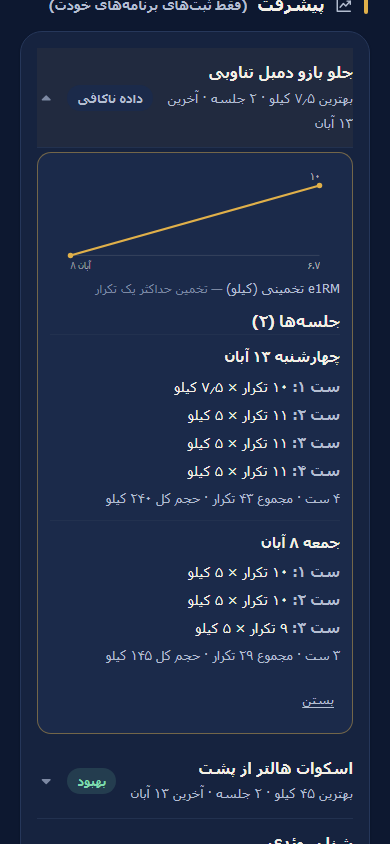 پیشرفت (فقط ثبت‌های برنامه‌های خودت)
جلو بازو دمبل تناوبی
بهترین ۷٫۵ کیلو · ۲ جلسه · آخرین
۱۳ آبان
داده ناکافی
۱۰
۶.۷
۸ آبان
e1RM تخمینی (کیلو) — تخمین حداکثر یک تکرار
جلسه‌ها (۲)
چهارشنبه ۱۳ آبان
ست ۱: ۱۰ تکرار × ۷٫۵ کیلو
ست ۲: ۱۱ تکرار × ۵ کیلو
ست ۳: ۱۱ تکرار × ۵ کیلو
ست ۴: ۱۱ تکرار × ۵ کیلو
۴ ست · مجموع ۴۳ تکرار · حجم کل ۲۴۰ کیلو
جمعه ۸ آبان
ست ۱: ۱۰ تکرار × ۵ کیلو
ست ۲: ۱۰ تکرار × ۵ کیلو
ست ۳: ۹ تکرار × ۵ کیلو
۳ ست · مجموع ۲۹ تکرار · حجم کل ۱۴۵ کیلو
بستن
اسکوات هالتر از پشت
بهترین ۴۵ کیلو · ۲ جلسه · آخرین ۱۳ آبان
بهبود